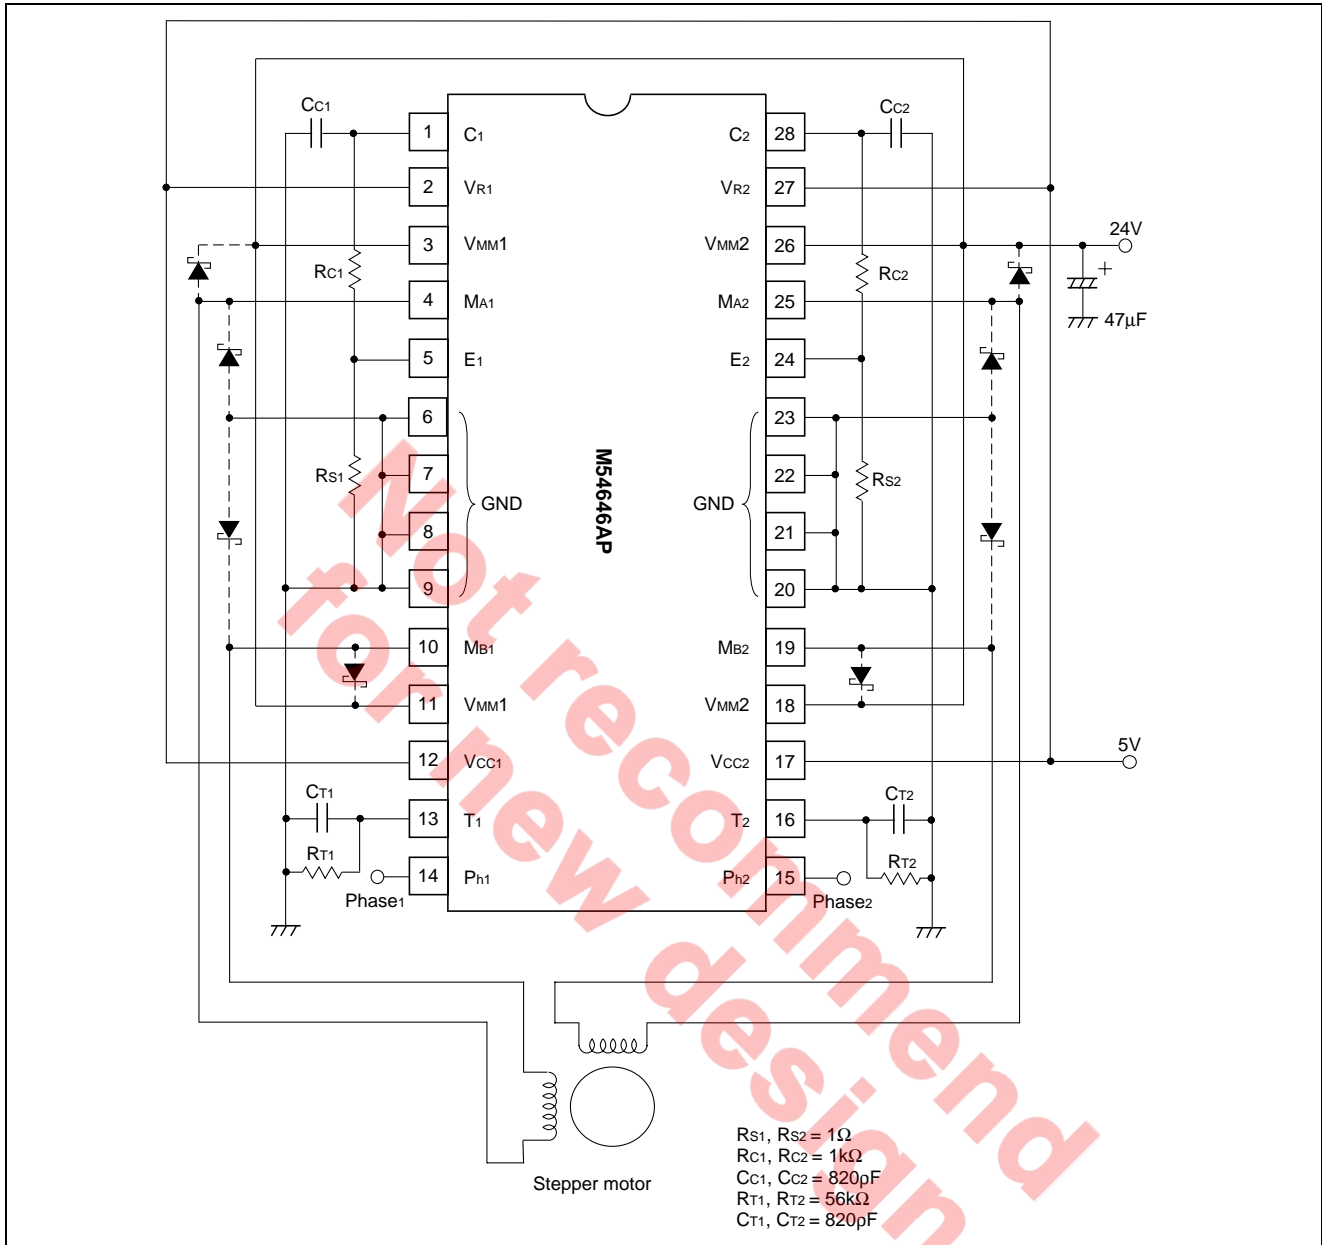 CC1
CC2
1 C1 C2 28
2 VR1 VR2 27
24V
3 VMM1 VMM2 26
RC1 RC2
+
4 MA1 MA2 25
47μF
5 E1 E2 24
6 23
7 22
RS1 RS2
GND GND
M54646AP
8 21
9 20
10 MB1 MB2 19
11 VMM1 VMM2 18
5V
12 VCC1 VCC2 17
CT1 CT2
13 T1 T2 16
RT1 RT2
14 Ph1 Ph2 15
Phase1 Phase2
Not recommend
for new design
Stepper motor
RS1, RS2 = 1Ω
RC1, RC2 = 1kΩ
CC1, CC2 = 820pF
RT1, RT2 = 56kΩ
CT1, CT2 = 820pF